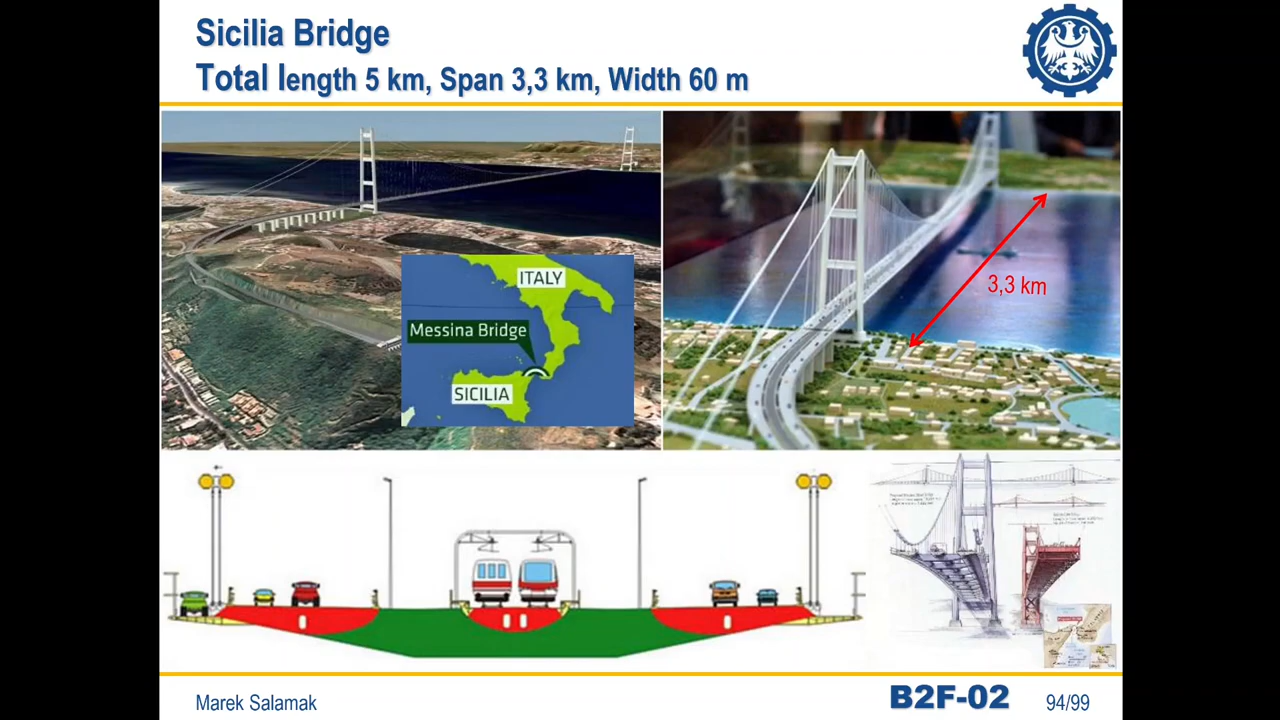 Sicilia Bridge
Total length 5 km, Span 3,3 km, Width 60 m
ITALY
Messina Bridge
SICILIA
3,3 km
Marek Salamak
B2F-02
94/99